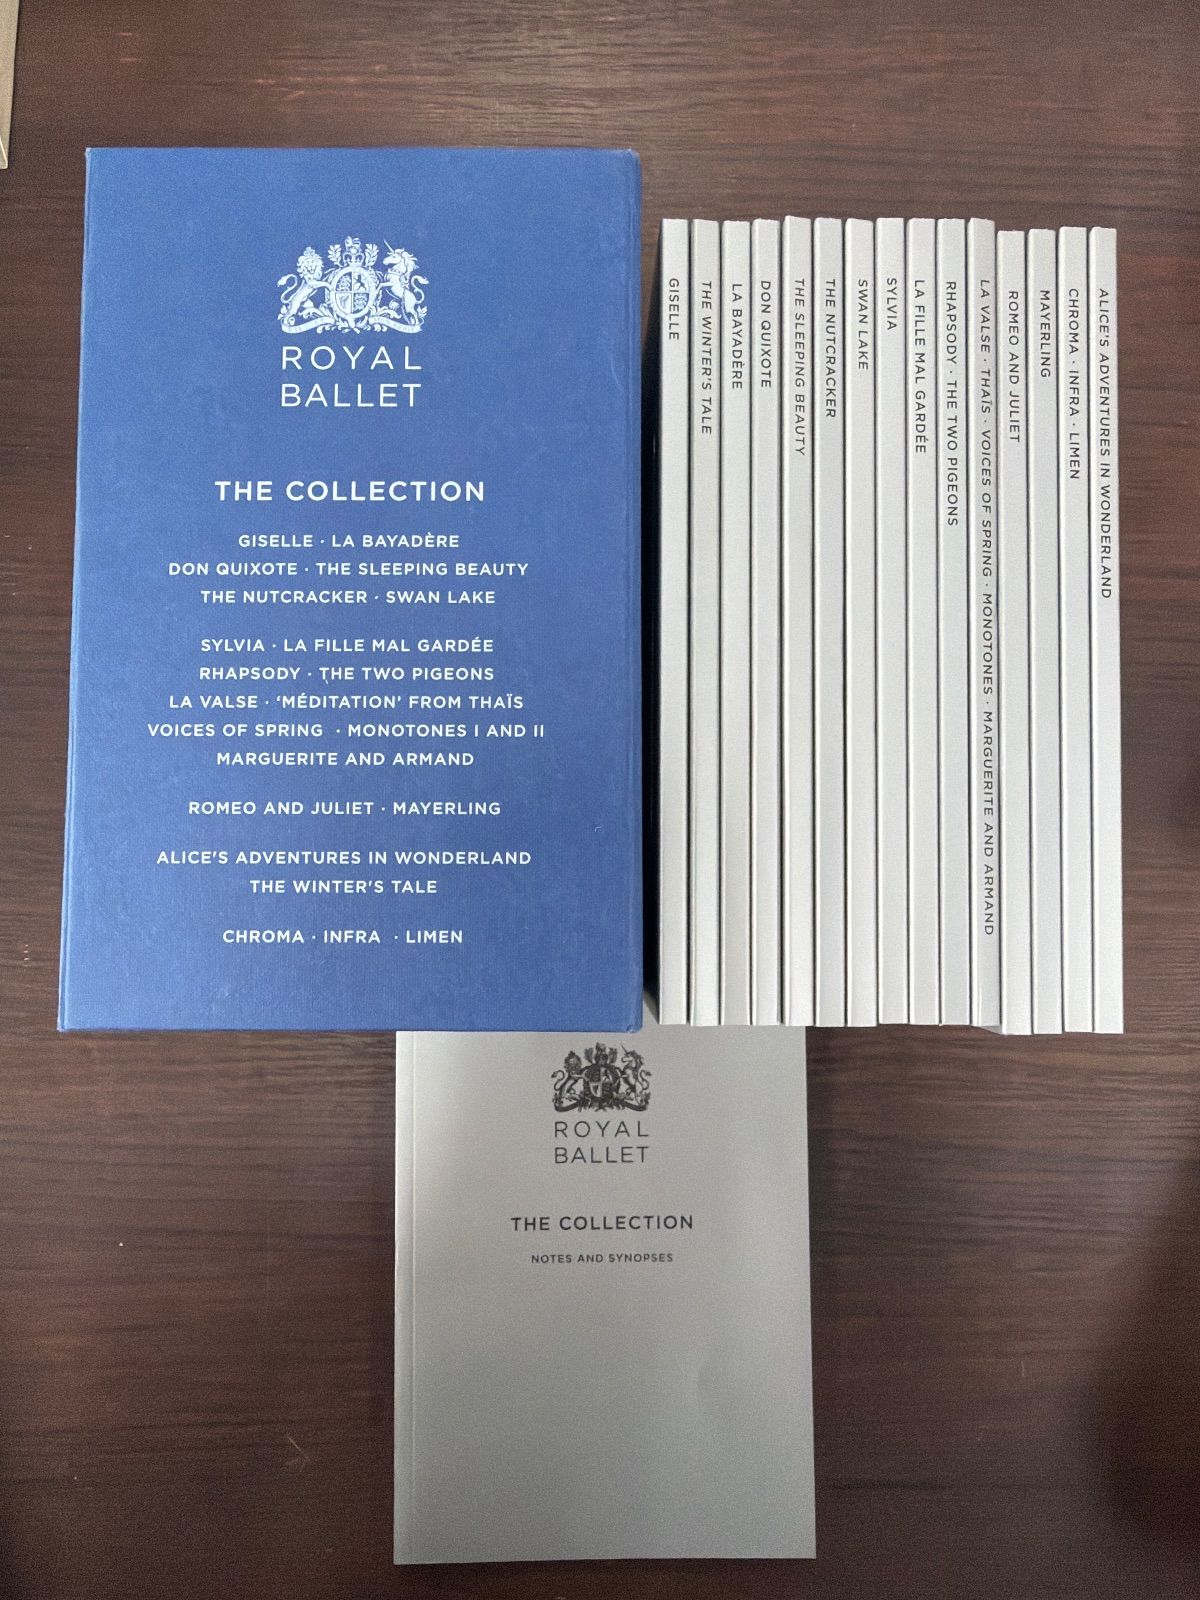 ROYAL
BALLET
THE COLLECTION
GISELLE · LA BAYADÈRE
DON QUIXOTE · THE SLEEPING BEAUTY
THE NUTCRACKER · SWAN LAKE
SYLVIA · LA FILLE MAL GARDÉE
RHAPSODY · THE TWO PIGEONS
LA VALSE · ‘MÉDITATION’ FROM THAÏS
VOICES OF SPRING · MONOTONES I AND II
MARGUERITE AND ARMAND
ROMEO AND JULIET · MAYERLING
ALICE'S ADVENTURES IN WONDERLAND
THE WINTER'S TALE
CHROMA · INFRA · LIMEN
GISELLE
THE WINTER'S TALE
LA BAYADÈRE
DON QUIXOTE
THE SLEEPING BEAUTY
THE NUTCRACKER
SWAN LAKE
SYLVIA
LA FILLE MAL GARDÉE
RHAPSODY · THE TWO PIGEONS
LA VALSE · THAÏS · VOICES OF SPRING · MONOTONES · MARGUERITE AND ARMAND
ROMEO AND JULIET
MAYERLING
CHROMA · INFRA · LIMEN
ALICE'S ADVENTURES IN WONDERLAND
ROYAL
BALLET
THE COLLECTION
NOTES AND SYNOPSES